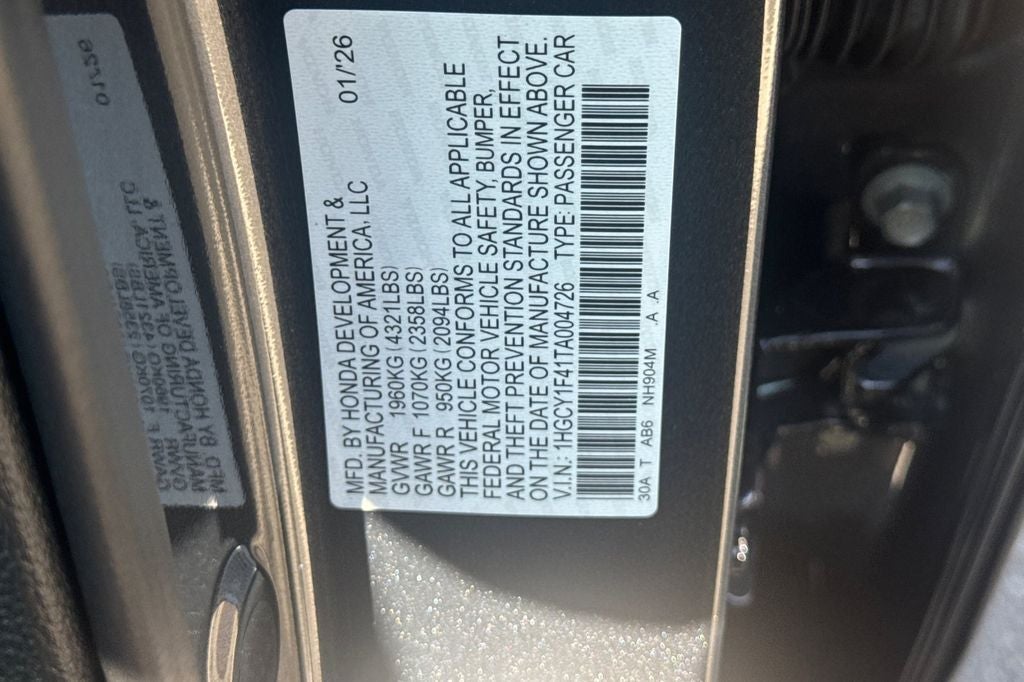 MFD. BY HONDA DEVELOPMENT & 01/'26
MANUFACTURING OF AMERICA, LLC
GVWR 1960KG (4321LBS)
GAWR F 1070KG (2358LBS)
GAWR R 950KG (2094LBS)
THIS VEHICLE CONFORMS TO ALL APPLICABLE
FEDERAL MOTOR VEHICLE SAFETY, BUMPER,
AND THEFT PREVENTION STANDARDS IN EFFECT
ON THE DATE OF MANUFACTURE SHOWN ABOVE.
V.I.N.: 1HGCY1F41TA004726 TYPE: PASSENGER CAR
30A T AB6 NH904M .A .A